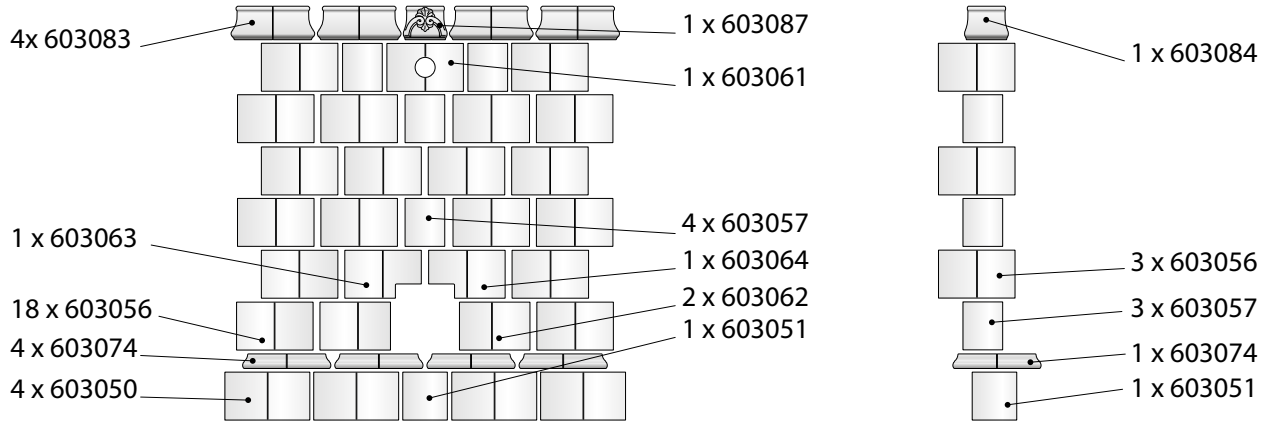 4x 603083
1 x 603087
1 x 603061
1 x 603063
4 x 603057
1 x 603064
18 x 603056
2 x 603062
4 x 603074
1 x 603051
4 x 603050
1 x 603084
3 x 603056
3 x 603057
1 x 603074
1 x 603051